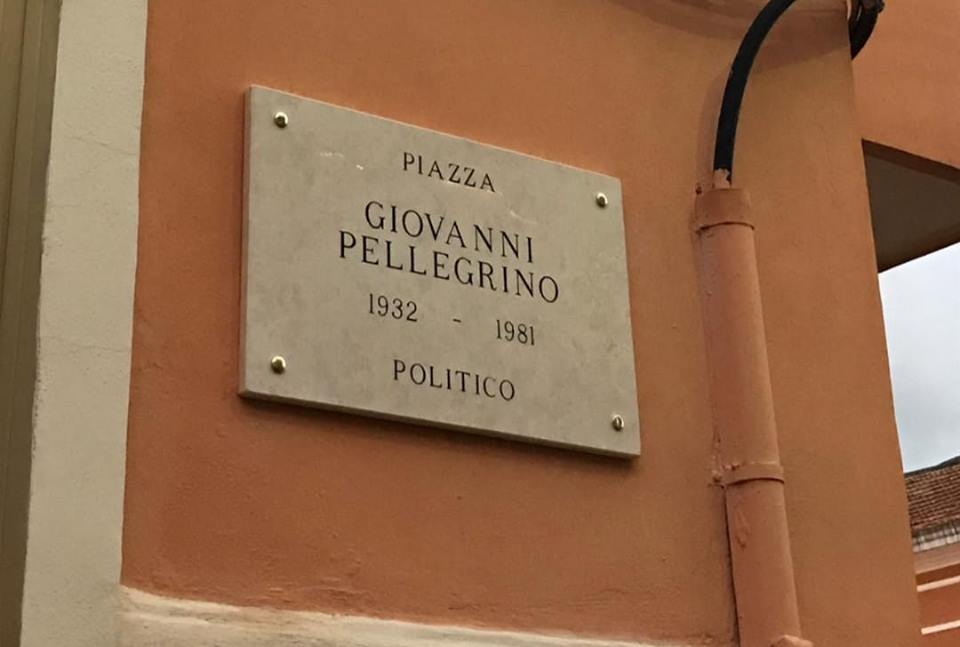 PIAZZA
GIOVANNI
PELLEGRINO
1932 - 1981
POLITICO